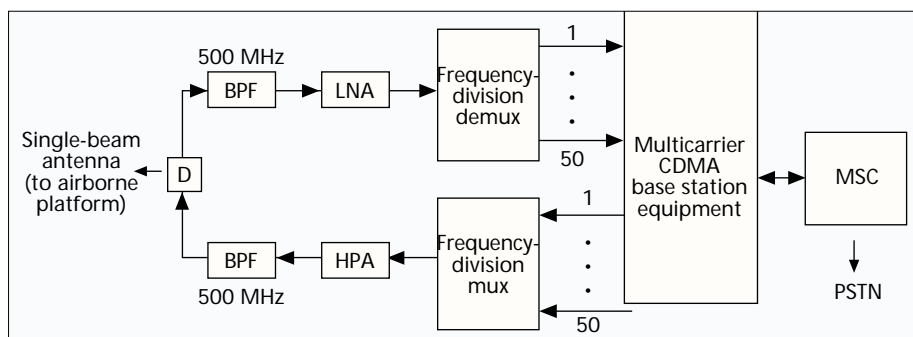 500 MHz
BPF
LNA
Frequency-
division
demux
1
50
Single-beam
antenna
(to airborne
platform)
D
Multicarrier
CDMA
base station
equipment
MSC
PSTN
1
50
Frequency-
division
mux
HPA
BPF
500 MHz